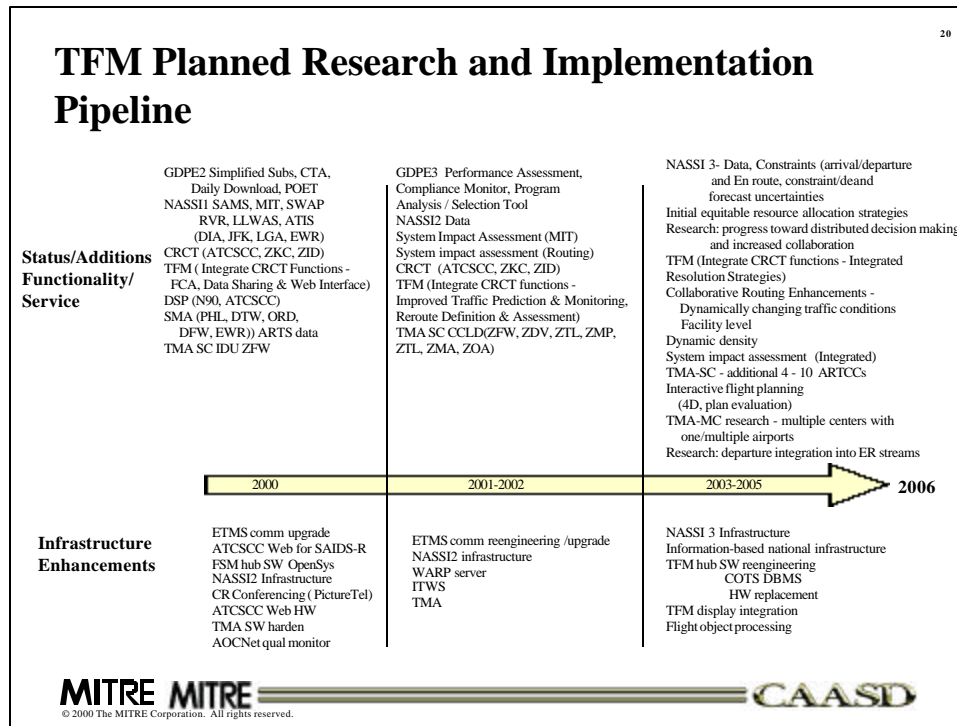 20
TFM Planned Research and Implementation
Pipeline
Status/Additions
Functionality/
Service
GDPE2 Simplified Subs, CTA,
Daily Download, POET
NASSI1 SAMS, MIT, SWAP
RVR, LLWAS, ATIS
(DIA, JFK, LGA, EWR)
CRCT (ATCSCC, ZKC, ZID)
TFM ( Integrate CRCT Functions -
FCA, Data Sharing & Web Interface)
DSP (N90, ATCSCC)
SMA (PHL, DTW, ORD,
DFW, EWR)) ARTS data
TMA SC IDU ZFW
GDPE3 Performance Assessment,
Compliance Monitor, Program
Analysis / Selection Tool
NASSI2 Data
System Impact Assessment (MIT)
System impact assessment (Routing)
CRCT (ATCSCC, ZKC, ZID)
TFM (Integrate CRCT functions -
Improved Traffic Prediction & Monitoring,
Reroute Definition & Assessment)
TMA SC CCLD(ZFW, ZDV, ZTL, ZMP,
ZTL, ZMA, ZOA)
NASSI 3- Data, Constraints (arrival/departure
and En route, constraint/deand
forecast uncertainties
Initial equitable resource allocation strategies
Research: progress toward distributed decision making
and increased collaboration
TFM (Integrate CRCT functions - Integrated
Resolution Strategies)
Collaborative Routing Enhancements -
Dynamically changing traffic conditions
Facility level
Dynamic density
System impact assessment (Integrated)
TMA-SC - additional 4 - 10 ARTCCs
Interactive flight planning
(4D, plan evaluation)
TMA-MC research - multiple centers with
one/multiple airports
Research: departure integration into ER streams
2000
2001-2002
2003-2005
2006
Infrastructure
Enhancements
ETMS comm upgrade
ATCSCC Web for SAIDS-R
FSM hub SW OpenSys
NASSI2 Infrastructure
CR Conferencing ( PictureTel)
ATCSCC Web HW
TMA SW harden
AOCNet qual monitor
ETMS comm reengineering /upgrade
NASSI2 infrastructure
WARP server
ITWS
TMA
NASSI 3 Infrastructure
Information-based national infrastructure
TFM hub SW reengineering
COTS DBMS
HW replacement
TFM display integration
Flight object processing
MITRE MITRE CAASD
© 2000 The MITRE Corporation. All rights reserved.